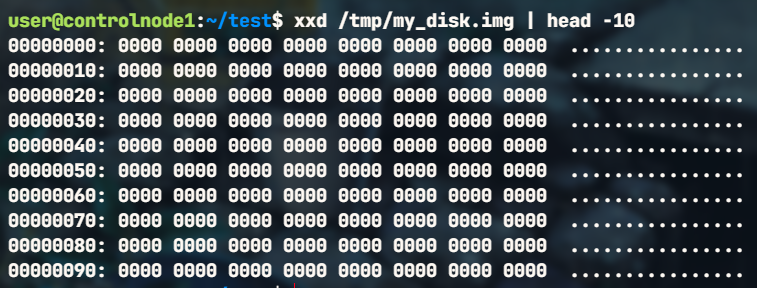 user@controlnode1:~/test$ xxd /tmp/my_disk.img | head -10
00000000: 0000 0000 0000 0000 0000 0000 0000 0000  ................
00000010: 0000 0000 0000 0000 0000 0000 0000 0000  ................
00000020: 0000 0000 0000 0000 0000 0000 0000 0000  ................
00000030: 0000 0000 0000 0000 0000 0000 0000 0000  ................
00000040: 0000 0000 0000 0000 0000 0000 0000 0000  ................
00000050: 0000 0000 0000 0000 0000 0000 0000 0000  ................
00000060: 0000 0000 0000 0000 0000 0000 0000 0000  ................
00000070: 0000 0000 0000 0000 0000 0000 0000 0000  ................
00000080: 0000 0000 0000 0000 0000 0000 0000 0000  ................
00000090: 0000 0000 0000 0000 0000 0000 0000 0000  ................